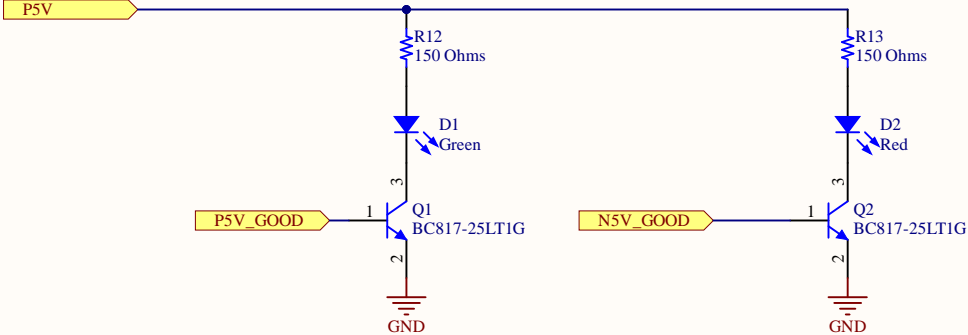 P5V
R12
150 Ohms
R13
150 Ohms
D1
Green
D2
Red
3
3
P5V_GOOD
1
Q1
BC817-25LT1G
N5V_GOOD
1
Q2
BC817-25LT1G
2
2
GND
GND